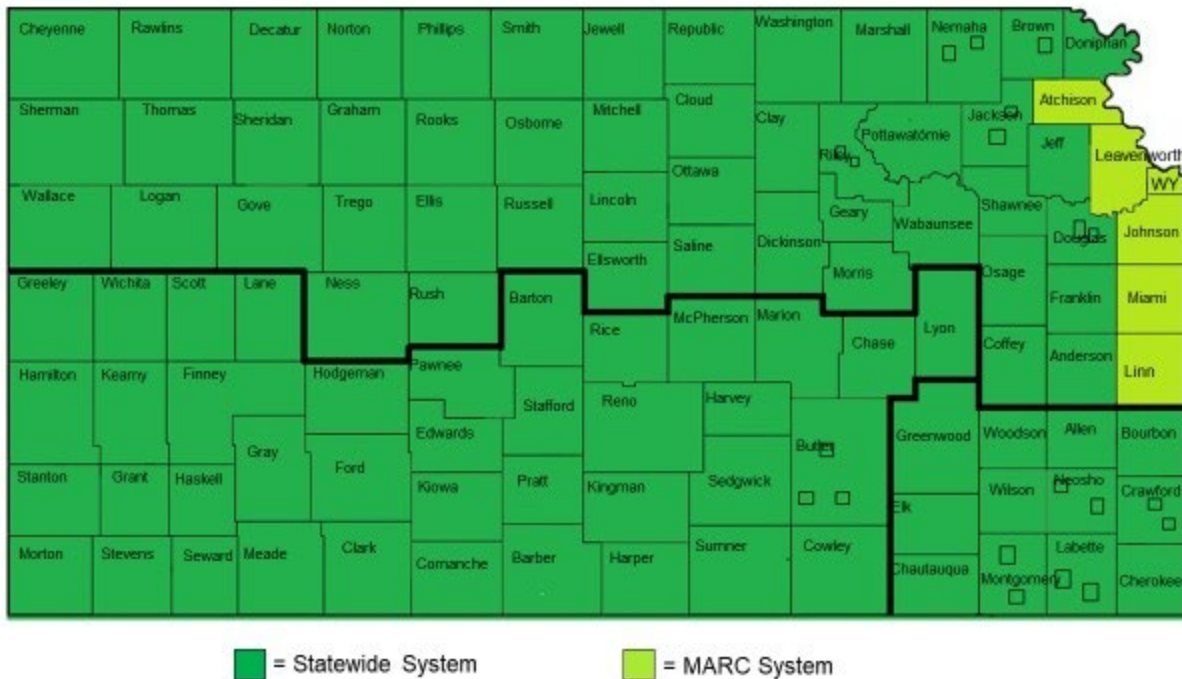 Cheyenne
Rawlins
Decatur
Norton
Phillips
Smith
Jewell
Republic
Washington
Marshall
Nemaha
Brown
Doniphan
Sherman
Thomas
Sheridan
Graham
Rooks
Osborne
Mitchell
Cloud
Clay
Riley
Pottawatomie
Jackson
Atchison
Jeff
Leavenworth
WY
Wallace
Logan
Gove
Trego
Ellis
Russell
Lincoln
Ottawa
Geary
Wabaunsee
Shawnee
Douglas
Johnson
Ellsworth
Saline
Dickinson
Morris
Osage
Franklin
Miami
Greeley
Wichita
Scott
Lane
Ness
Rush
Barton
Rice
McPherson
Marion
Chase
Lyon
Coffey
Anderson
Linn
Hamilton
Kearny
Finney
Hodgeman
Pawnee
Stafford
Reno
Harvey
Butler
Greenwood
Woodson
Allen
Bourbon
Gray
Ford
Edwards
Stanton
Grant
Haskell
Kiowa
Pratt
Kingman
Sedgwick
Elk
Wilson
Neosho
Crawford
Morton
Stevens
Seward
Meade
Clark
Comanche
Barber
Harper
Sumner
Cowley
Chautauqua
Montgomery
Labette
Cherokee
= Statewide System
= MARC System